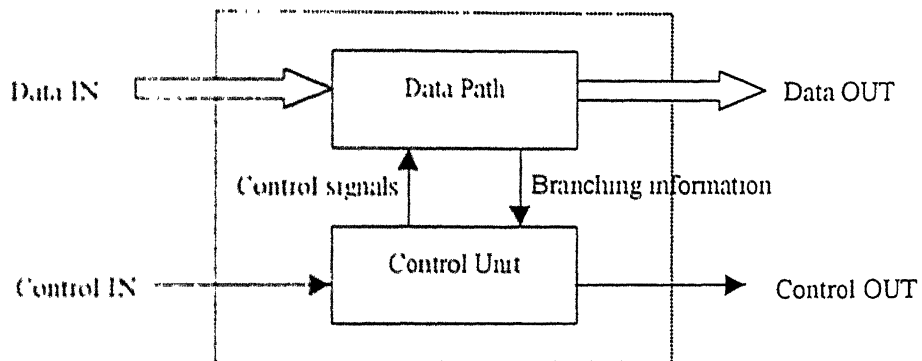 Data IN
Data Path
Data OUT
Control signals
Branching information
Control IN
Control Unit
Control OUT